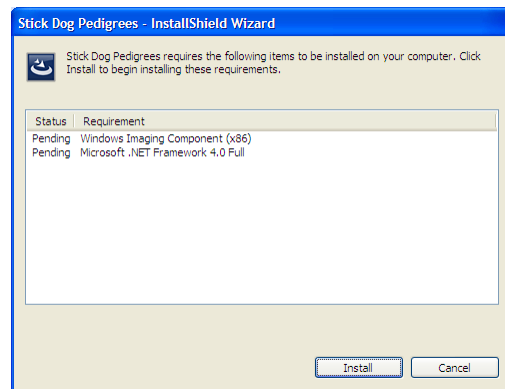 Stick Dog Pedigrees - InstallShield Wizard
Stick Dog Pedigrees requires the following items to be installed on your computer. Click
Install to begin installing these requirements.
Status Requirement
Pending Windows Imaging Component (x86)
Pending Microsoft .NET Framework 4.0 Full
Install Cancel